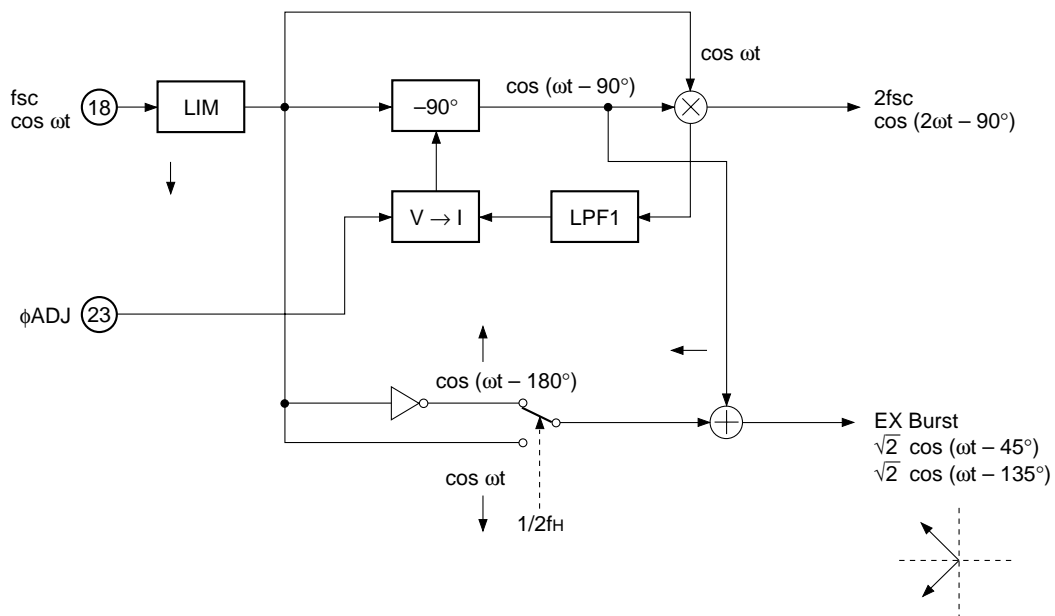 cos ωt
fsc
cos ωt
18
LIM
–90°
cos (ωt – 90°)
2fsc
cos (2ωt – 90°)
V → I
LPF1
ϕADJ
23
cos (ωt – 180°)
EX Burst
√2 cos (ωt – 45°)
√2 cos (ωt – 135°)
cos ωt
1/2fH